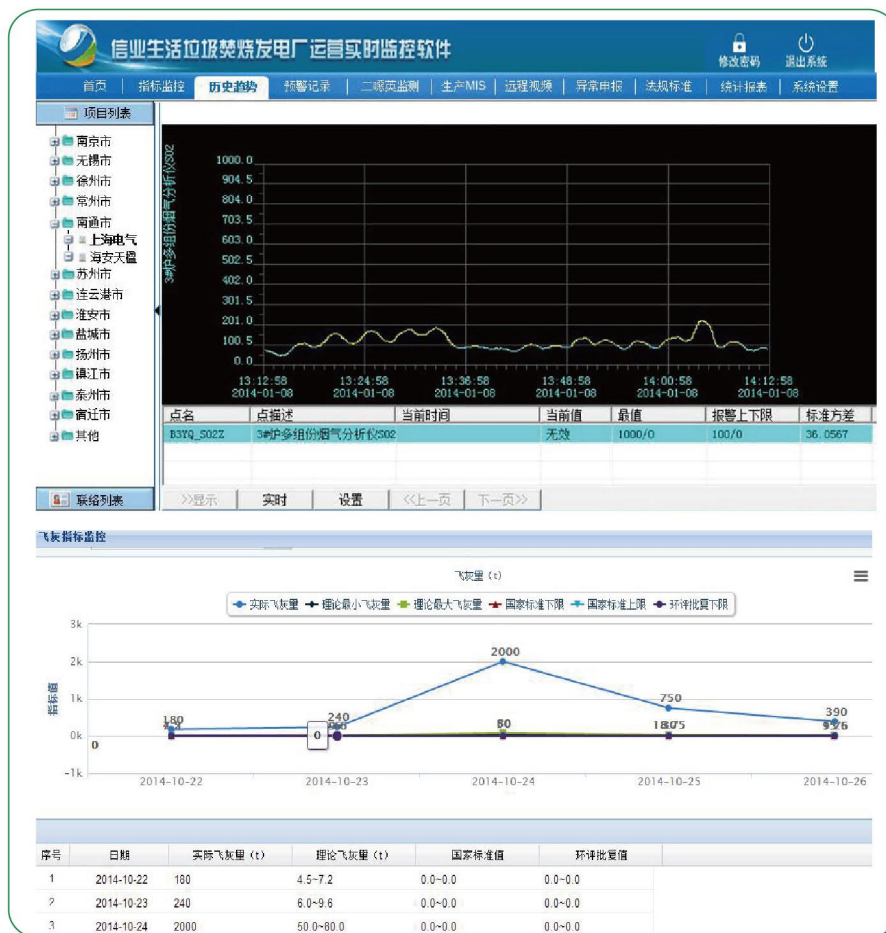 信业生活垃圾焚烧发电厂运营实时监控软件
修改密码 退出系统
首页 指标监控 历史趋势 预警记录 二噁英监测 生产MIS 远程视频 异常申报 法规标准 统计报表 系统设置
项目列表
南京市
无锡市
徐州市
常州市
南通市
上海电气
海安天楹
苏州市
连云港市
淮安市
盐城市
扬州市
镇江市
泰州市
宿迁市
其他
联络列表
3#炉多组份烟气分析仪SO2
1000.0
904.5
804.0
703.5
603.0
502.5
402.0
301.5
201.0
100.5
0.0
13:12:58 13:24:58 13:36:58 13:48:58 14:00:58 14:12:58
2014-01-08 2014-01-08 2014-01-08 2014-01-08 2014-01-08 2014-01-08
点名 点描述 当前时间 当前值 最值 报警上下限 标准方差
B3YQ_SO2Z 3#炉多组份烟气分析仪SO2 无效 1000/0 100/0 36.0567
>>显示 实时 设置 <<上一页 下一页>>
飞灰指标监控
飞灰量 (t)
实际飞灰量 理论最小飞灰量 理论最大飞灰量 国家标准下限 国家标准上限 环评批复下限
指标值
3k
2k
1k
0k
-1k
180
240
2000
750
390
0
0
80
2014-10-22 2014-10-23 2014-10-24 2014-10-25 2014-10-26
序号 日期 实际飞灰量 (t) 理论飞灰量 (t) 国家标准值 环评批复值
1 2014-10-22 180 4.5~7.2 0.0~0.0 0.0~0.0
2 2014-10-23 240 6.0~9.6 0.0~0.0 0.0~0.0
3 2014-10-24 2000 50.0~80.0 0.0~0.0 0.0~0.0